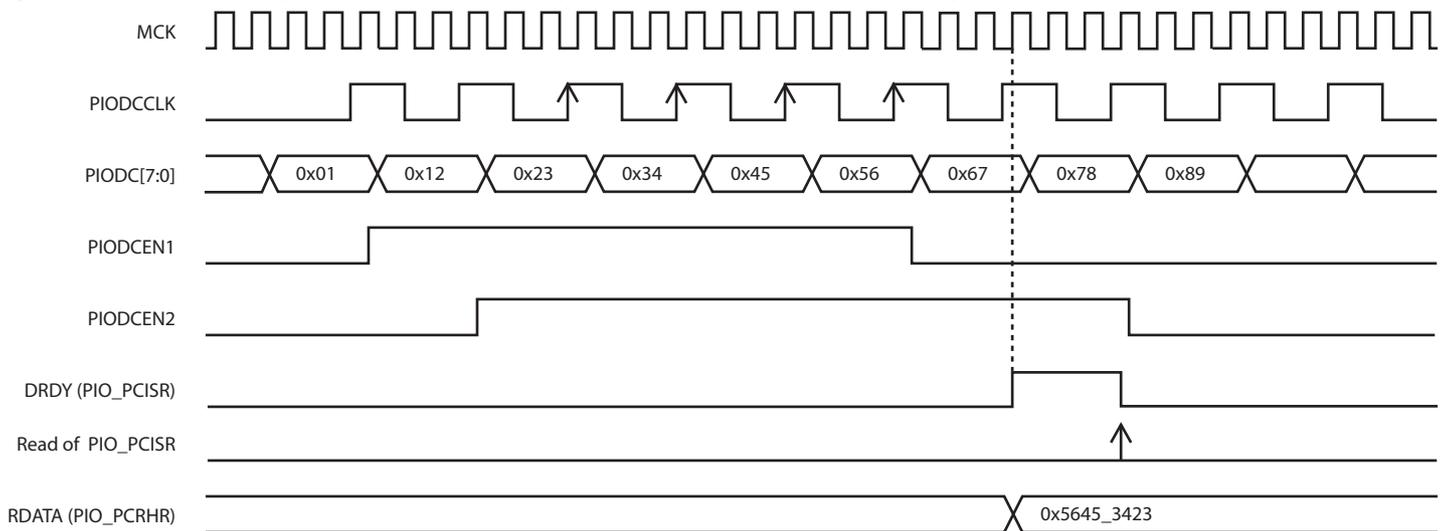 MCK
PIODCCLK
PIODC[7:0] 0x01 0x12 0x23 0x34 0x45 0x56 0x67 0x78 0x89
PIODCEN1
PIODCEN2
DRDY (PIO_PCISR)
Read of PIO_PCISR
RDATA (PIO_PCRHR) 0x5645_3423